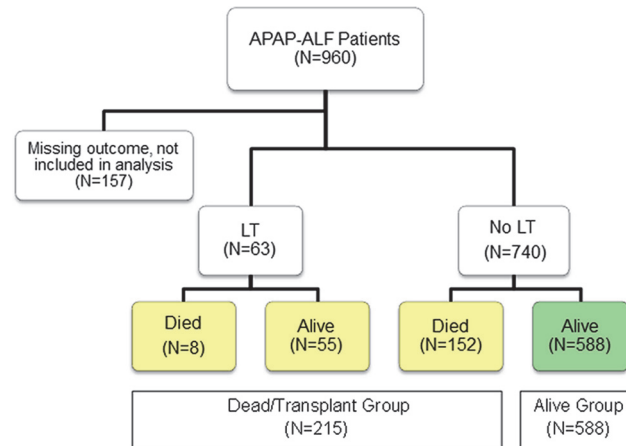 APAP-ALF Patients
(N=960)
Missing outcome, not
included in analysis
(N=157)
LT
(N=63)
No LT
(N=740)
Died
(N=8)
Alive
(N=55)
Died
(N=152)
Alive
(N=588)
Dead/Transplant Group
(N=215)
Alive Group
(N=588)